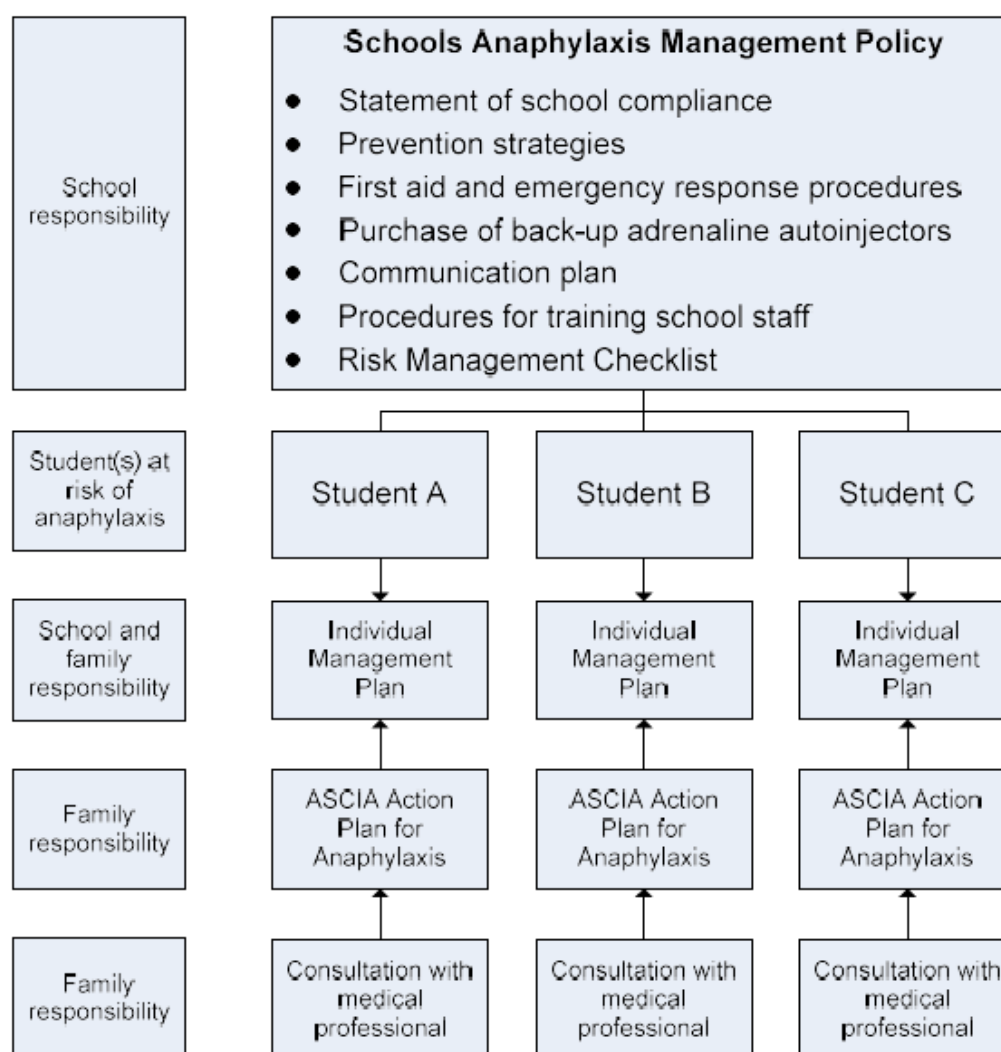 School
responsibility
Schools Anaphylaxis Management Policy
● Statement of school compliance
● Prevention strategies
● First aid and emergency response procedures
● Purchase of back-up adrenaline autoinjectors
● Communication plan
● Procedures for training school staff
● Risk Management Checklist
Student(s) at
risk of
anaphylaxis
Student A
Student B
Student C
School and
family
responsibility
Individual
Management
Plan
Individual
Management
Plan
Individual
Management
Plan
Family
responsibility
ASCIA Action
Plan for
Anaphylaxis
ASCIA Action
Plan for
Anaphylaxis
ASCIA Action
Plan for
Anaphylaxis
Family
responsibility
Consultation with
medical
professional
Consultation with
medical
professional
Consultation with
medical
professional